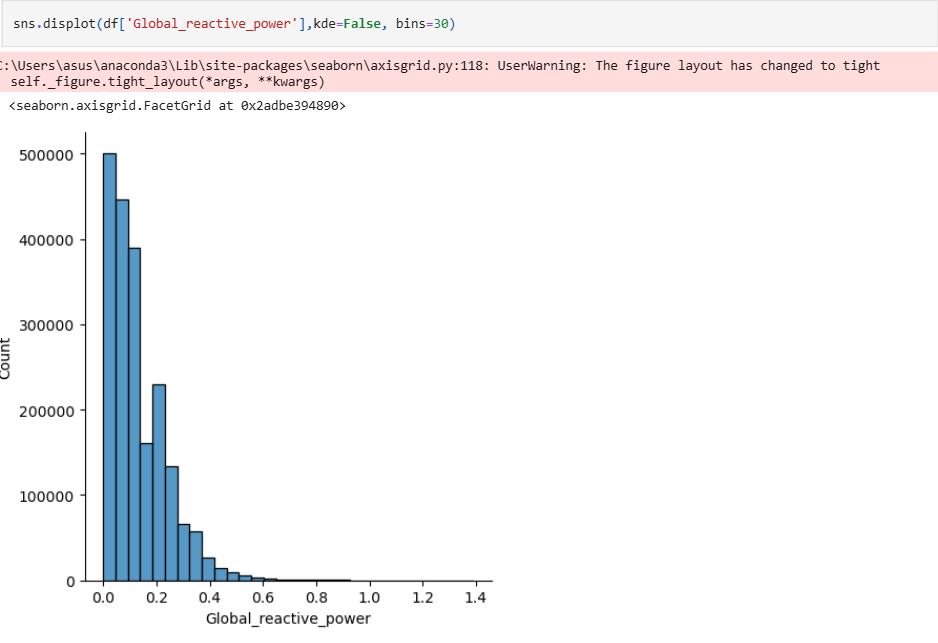 sns.displot(df['Global_reactive_power'],kde=False, bins=30)
C:\Users\asus\anaconda3\Lib\site-packages\seaborn\axisgrid.py:118: UserWarning: The figure layout has changed to tight
self._figure.tight_layout(*args, **kwargs)
<seaborn.axisgrid.FacetGrid at 0x2adbe394890>
500000
400000
300000
200000
100000
0
Count
0.0 0.2 0.4 0.6 0.8 1.0 1.2 1.4
Global_reactive_power